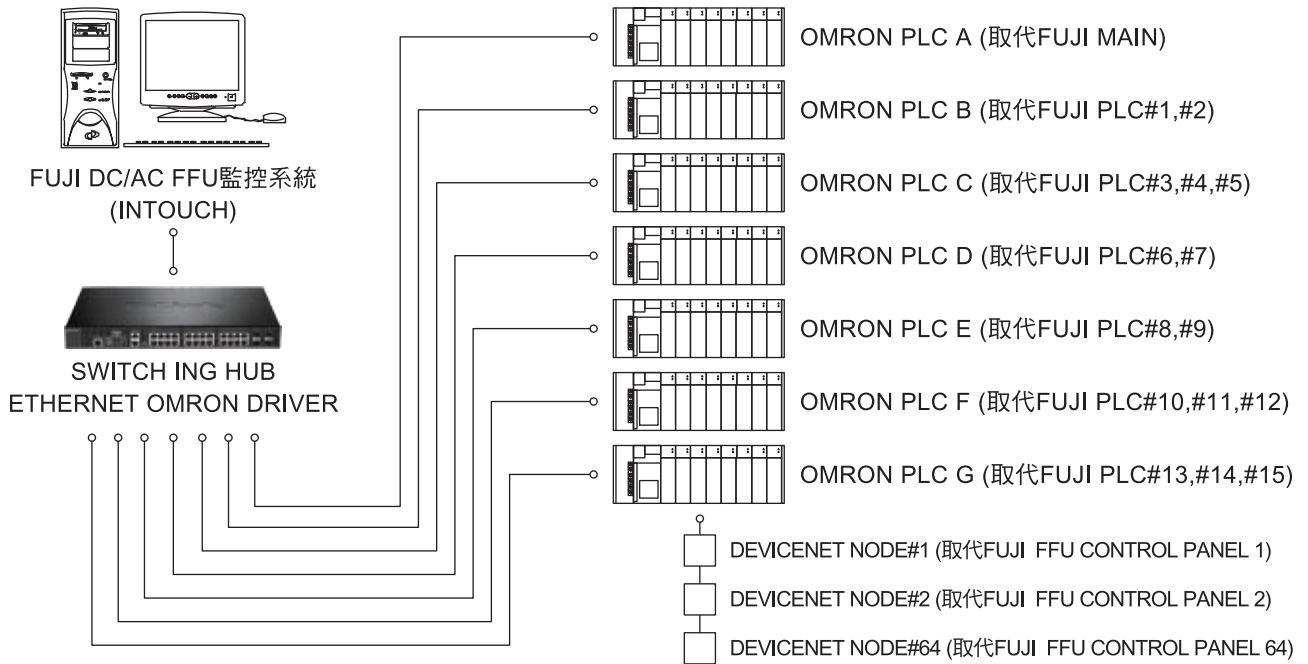 FUJI DC/AC FFU監控系統
(INTOUCH)
SWITCH ING HUB
ETHERNET OMRON DRIVER
OMRON PLC A (取代FUJI MAIN)
OMRON PLC B (取代FUJI PLC#1,#2)
OMRON PLC C (取代FUJI PLC#3,#4,#5)
OMRON PLC D (取代FUJI PLC#6,#7)
OMRON PLC E (取代FUJI PLC#8,#9)
OMRON PLC F (取代FUJI PLC#10,#11,#12)
OMRON PLC G (取代FUJI PLC#13,#14,#15)
DEVICENET NODE#1 (取代FUJI FFU CONTROL PANEL 1)
DEVICENET NODE#2 (取代FUJI FFU CONTROL PANEL 2)
DEVICENET NODE#64 (取代FUJI FFU CONTROL PANEL 64)